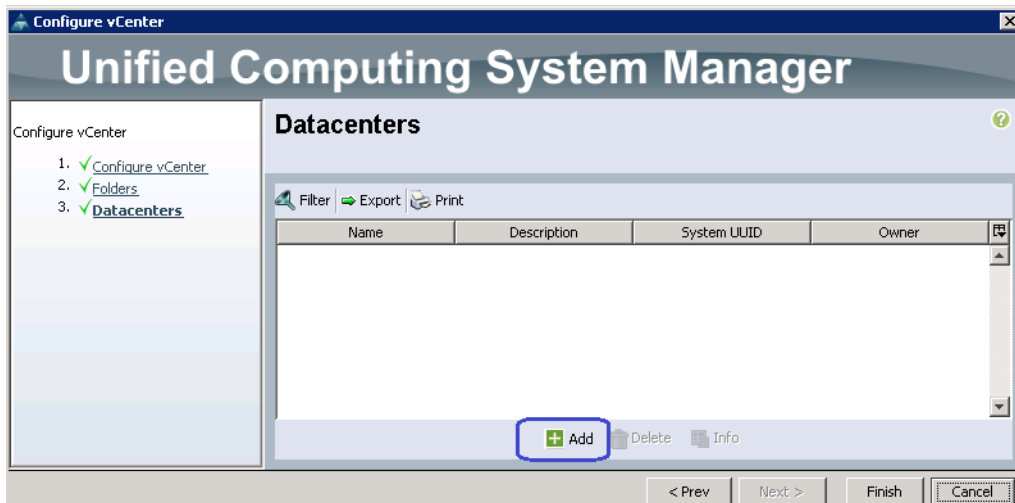 Configure vCenter
Unified Computing System Manager
Configure vCenter
1. Configure vCenter
2. Folders
3. Datacenters
Datacenters
Filter Export Print
Name Description System UUID Owner
Add Delete Info
< Prev Next > Finish Cancel